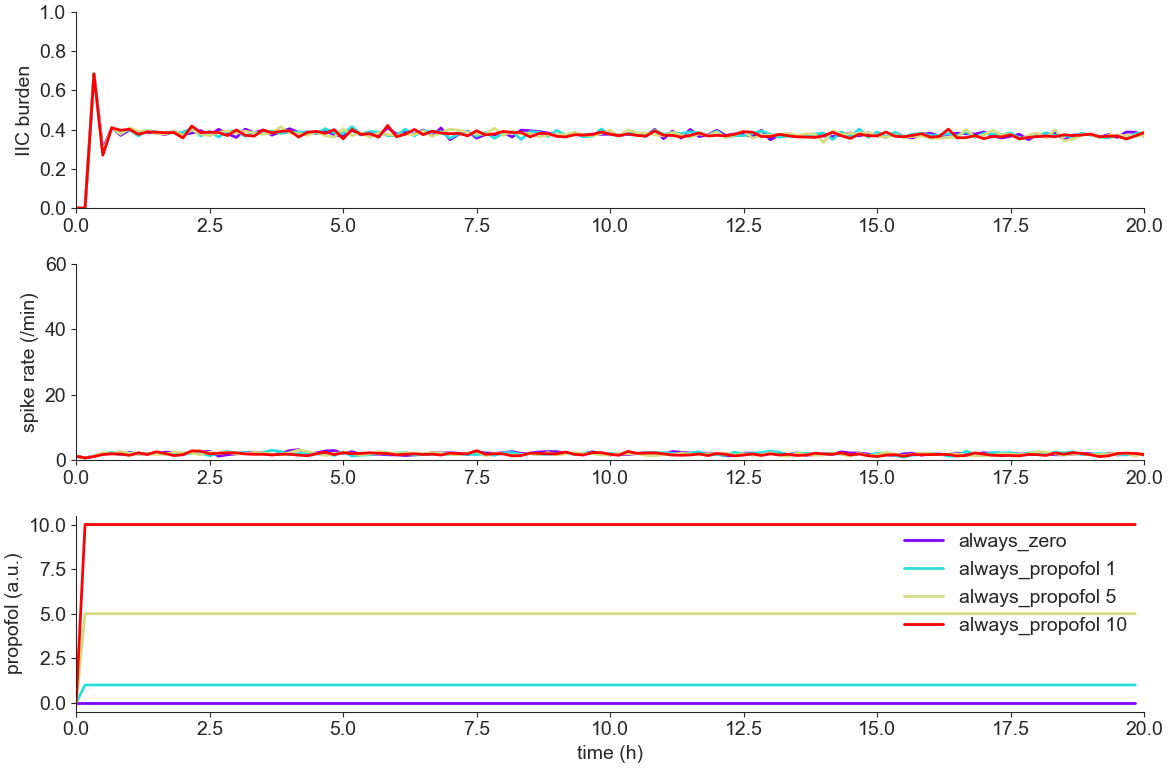 1.0
0.8
0.6
0.4
0.2
0.0
IIC burden
0.0 2.5 5.0 7.5 10.0 12.5 15.0 17.5 20.0
60
40
20
0
spike rate (/min)
0.0 2.5 5.0 7.5 10.0 12.5 15.0 17.5 20.0
10.0
7.5
5.0
2.5
0.0
propofol (a.u.)
always_zero
always_propofol 1
always_propofol 5
always_propofol 10
0.0 2.5 5.0 7.5 10.0 12.5 15.0 17.5 20.0
time (h)